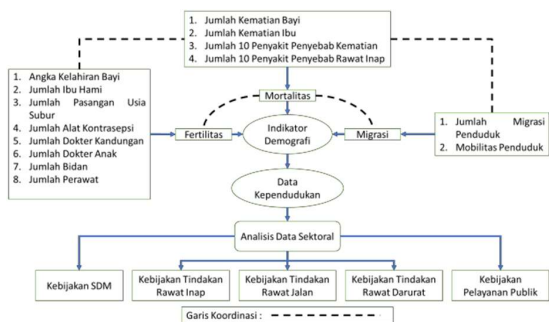 1. Jumlah Kematian Bayi
2. Jumlah Kematian Ibu
3. Jumlah 10 Penyakit Penyebab Kematian
4. Jumlah 10 Penyakit Penyebab Rawat Inap
1. Angka Kelahiran Bayi
2. Jumlah Ibu Hami
3. Jumlah Pasangan Usia
Subur
4. Jumlah Alat Kontrasepsi
5. Jumlah Dokter Kandungan
6. Jumlah Dokter Anak
7. Jumlah Bidan
8. Jumlah Perawat
Mortalitas
Fertilitas
Indikator
Demografi
Migrasi
1. Jumlah Migrasi
Penduduk
2. Mobilitas Penduduk
Data
Kependudukan
Analisis Data Sektoral
Kebijakan SDM
Kebijakan Tindakan
Rawat Inap
Kebijakan Tindakan
Rawat Jalan
Kebijakan Tindakan
Rawat Darurat
Kebijakan
Pelayanan Publik
Garis Koordinasi :